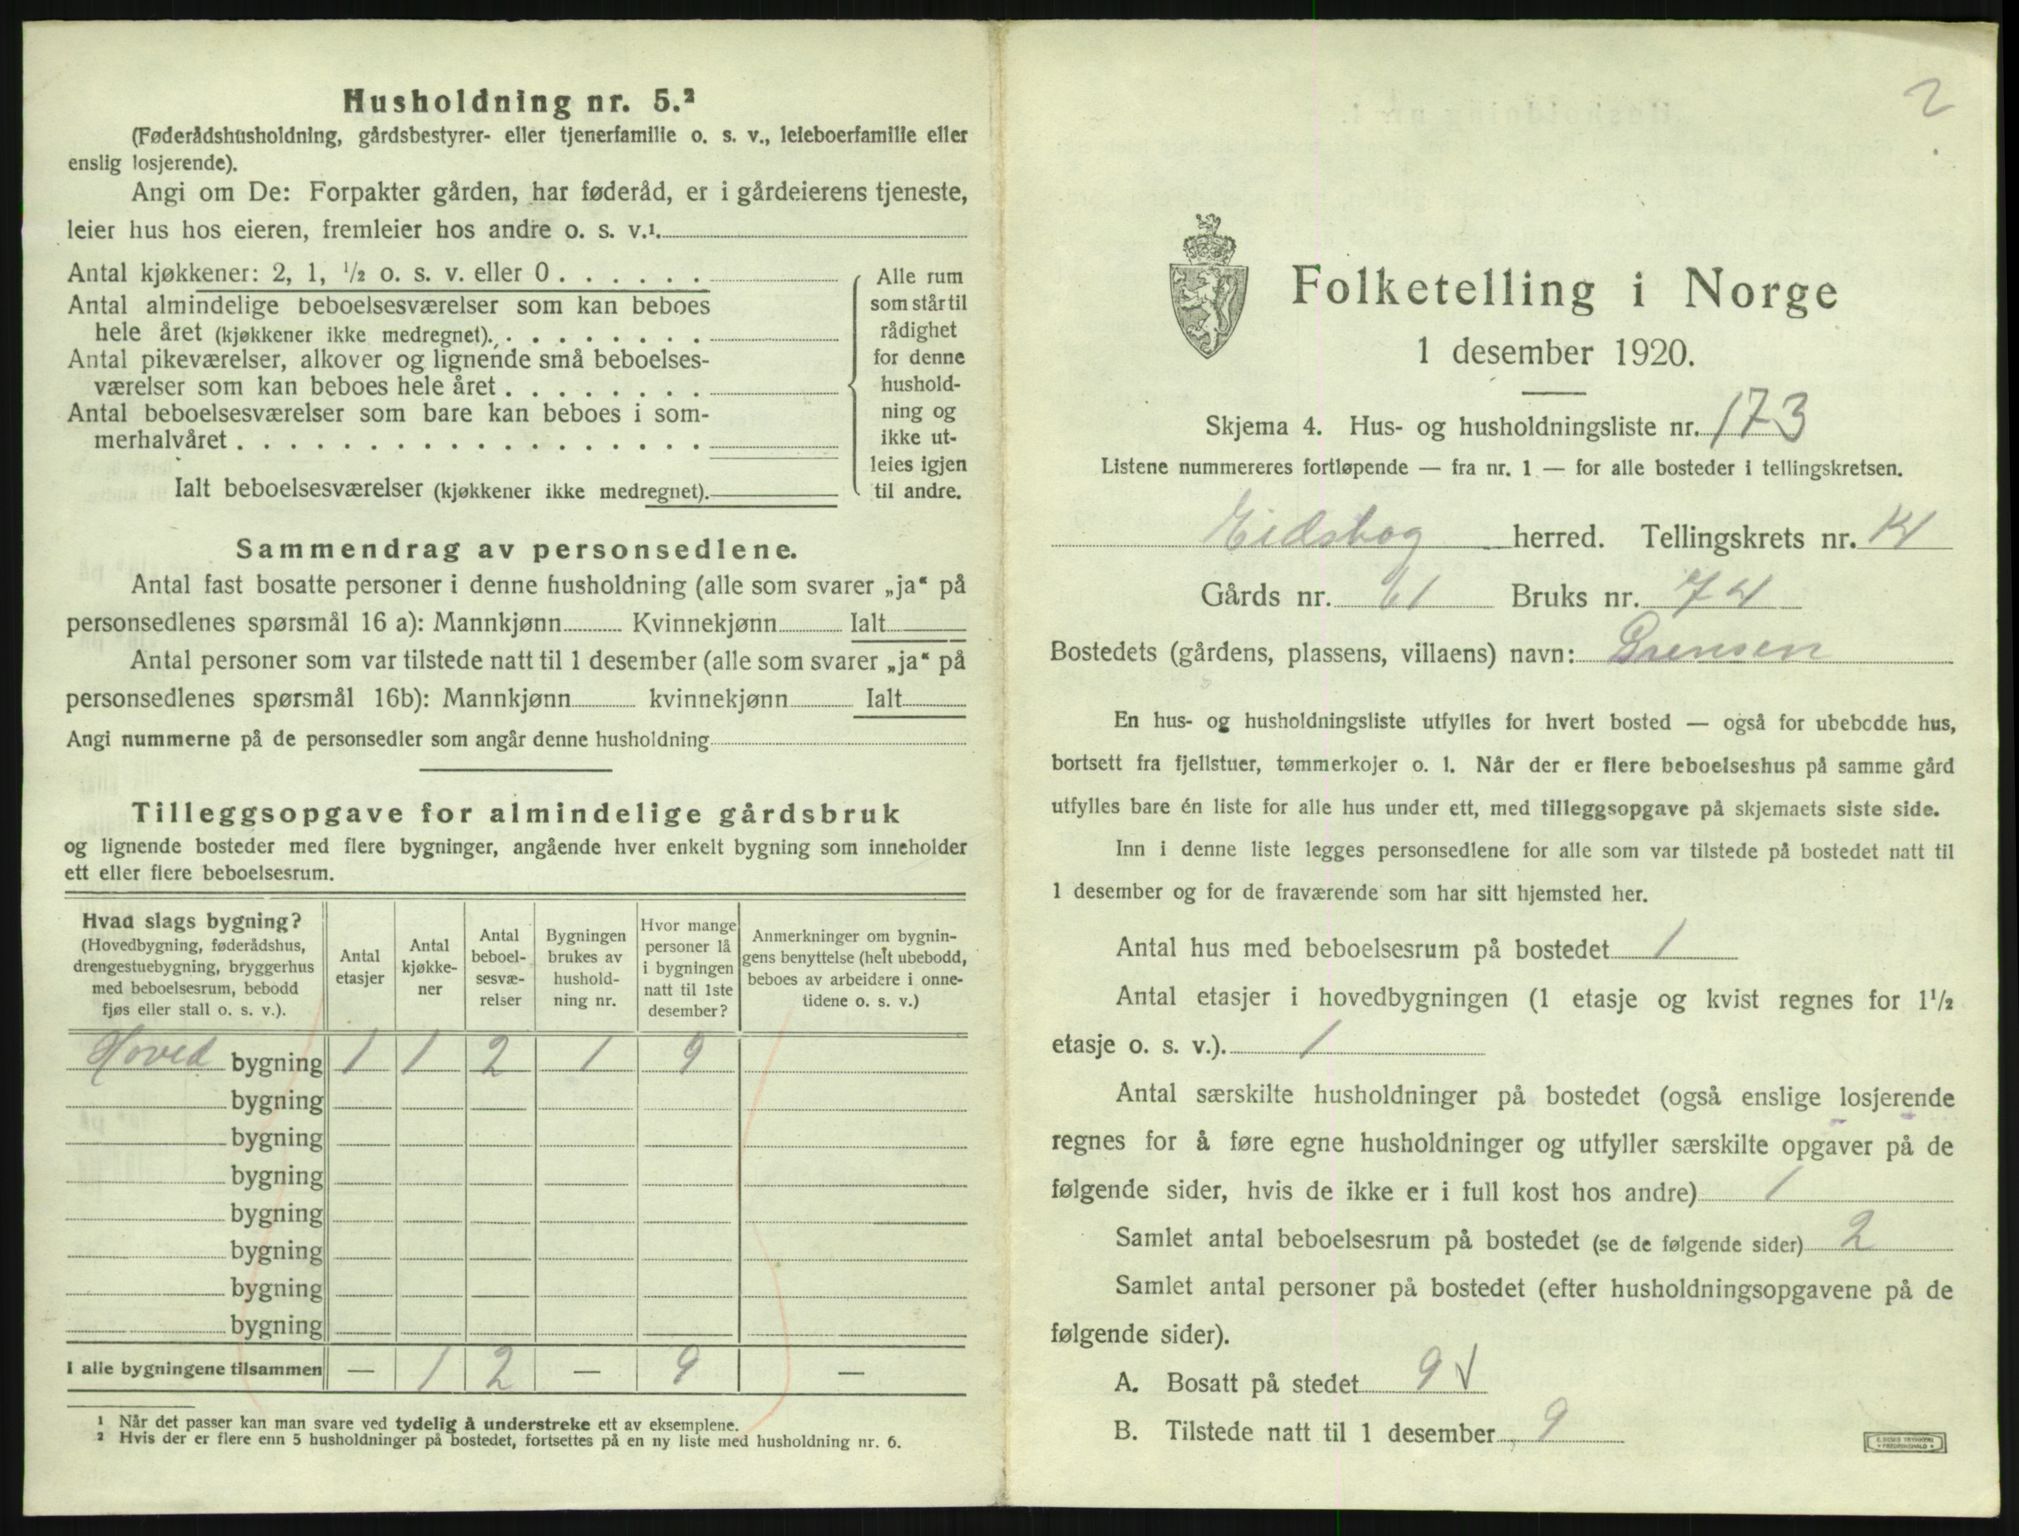 Husholdning nr. 5.²
(Føderådshusholdning, gårdsbestyrer- eller tjenerfamilie o. s. v., leieboerfamilie eller
enslig losjerende).
Angi om De: Forpakter gården, har føderåd, er i gårdeierens tjeneste,
leier hus hos eieren, fremleier hos andre o. s. v.¹.
Antal kjøkkener: 2, 1, ½ o. s. v. eller 0 . . . . . .
Antal almindelige beboelsesværelser som kan beboes
hele året (kjøkkener ikke medregnet). . . . . . . . .
Antal pikeværelser, alkover og lignende små beboelses-
værelser som kan beboes hele året . . . . . . . .
Antal beboelsesværelser som bare kan beboes i som-
merhalvåret . . . . . . . . . . . . . . . . . .
Ialt beboelsesværelser (kjøkkener ikke medregnet).
Alle rum
som står til
rådighet
for denne
hushold-
ning og
ikke ut-
leies igjen
til andre.
Sammendrag av personsedlene.
Antal fast bosatte personer i denne husholdning (alle som svarer „ja“ på
personsedlenes spørsmål 16 a): Mannkjønn Kvinnekjønn Ialt
Antal personer som var tilstede natt til 1 desember (alle som svarer „ja“ på
personsedlenes spørsmål 16b): Mannkjønn kvinnekjønn Ialt
Angi nummerne på de personsedler som angår denne husholdning
Tilleggsopgave for almindelige gårdsbruk
og lignende bosteder med flere bygninger, angående hver enkelt bygning som inneholder
ett eller flere beboelsesrum.
Hvad slags bygning?
(Hovedbygning, føderådshus,
drengestuebygning, bryggerhus
med beboelsesrum, bebodd
fjøs eller stall o. s. v.).
Antal
etasjer
Antal
kjøkke-
ner
Antal
beboel-
sesvæ-
relser
Bygningen
brukes av
hushold-
ning nr.
Hvor mange
personer lå
i bygningen
natt til 1ste
desember?
Anmerkninger om bygnin-
gens benyttelse (helt ubebodd,
beboes av arbeidere i onne-
tidene o. s. v.)
Hoved bygning 1 1 2 1 9
bygning
bygning
bygning
bygning
bygning
bygning
bygning
I alle bygningene tilsammen — 1 2 — 9 —
¹ Når det passer kan man svare ved tydelig å understreke ett av eksemplene.
² Hvis der er flere enn 5 husholdninger på bostedet, fortsettes på en ny liste med husholdning nr. 6.
2
Folketelling i Norge
1 desember 1920.
Skjema 4. Hus- og husholdningsliste nr. 173
Listene nummereres fortløpende — fra nr. 1 — for alle bosteder i tellingskretsen.
Eidsbog herred. Tellingskrets nr. 14
Gårds nr. 61 Bruks nr. 74
Bostedets (gårdens, plassens, villaens) navn: Grensen
En hus- og husholdningsliste utfylles for hvert bosted — også for ubebodde hus,
bortsett fra fjellstuer, tømmerkojer o. l. Når der er flere beboelseshus på samme gård
utfylles bare én liste for alle hus under ett, med tilleggsopgave på skjemaets siste side.
Inn i denne liste legges personsedlene for alle som var tilstede på bostedet natt til
1 desember og for de fraværende som har sitt hjemsted her.
Antal hus med beboelsesrum på bostedet 1
Antal etasjer i hovedbygningen (1 etasje og kvist regnes for 1½
etasje o. s. v.). 1
Antal særskilte husholdninger på bostedet (også enslige losjerende
regnes for å føre egne husholdninger og utfyller særskilte opgaver på de
følgende sider, hvis de ikke er i full kost hos andre) 1
Samlet antal beboelsesrum på bostedet (se de følgende sider) 2
Samlet antal personer på bostedet (efter husholdningsopgavene på de
følgende sider).
A. Bosatt på stedet 9 √
B. Tilstede natt til 1 desember 9